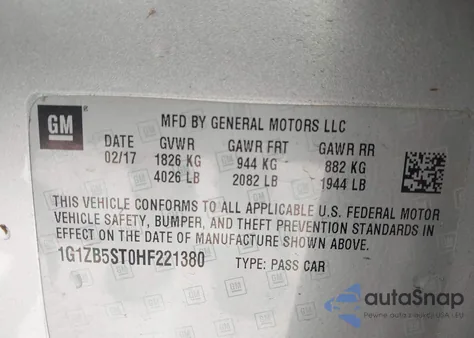 GM
MFD BY GENERAL MOTORS LLC
DATE GVWR GAWR FRT GAWR RR
02/17 1826 KG 944 KG 882 KG
4026 LB 2082 LB 1944 LB
THIS VEHICLE CONFORMS TO ALL APPLICABLE U.S. FEDERAL MOTOR
VEHICLE SAFETY, BUMPER, AND THEFT PREVENTION STANDARDS IN
EFFECT ON THE DATE OF MANUFACTURE SHOWN ABOVE.
1G1ZB5ST0HF221380 TYPE: PASS CAR
autoSnap